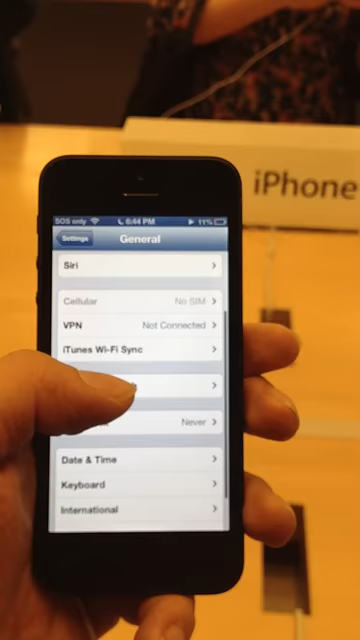 iPhone
SOS only 6:44 PM 11%
Settings General
Siri
Cellular No SIM
VPN Not Connected
iTunes Wi-Fi Sync
Never
Date & Time
Keyboard
International